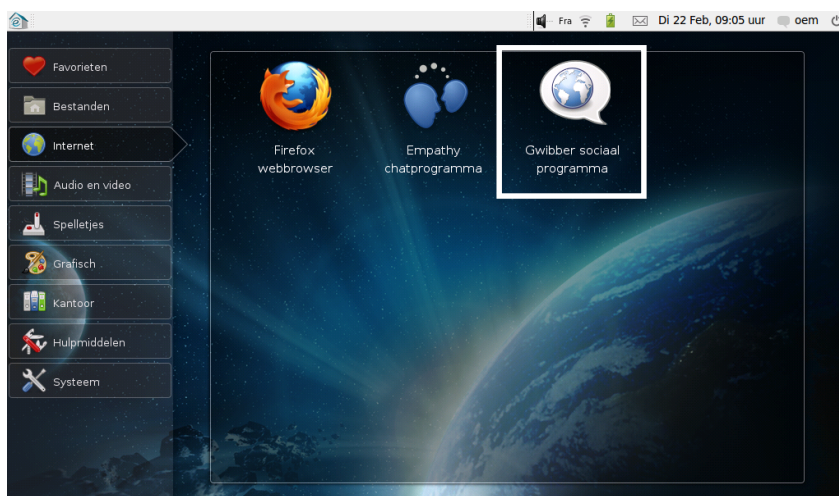 Fra
Di 22 Feb, 09:05 uur
oem
Favorieten
Bestanden
Internet
Audio en video
Spelletjes
Grafisch
Kantoor
Hulpmiddelen
Systeem
Firefox
webbrowser
Empathy
chatprogramma
Gwibber sociaal
programma